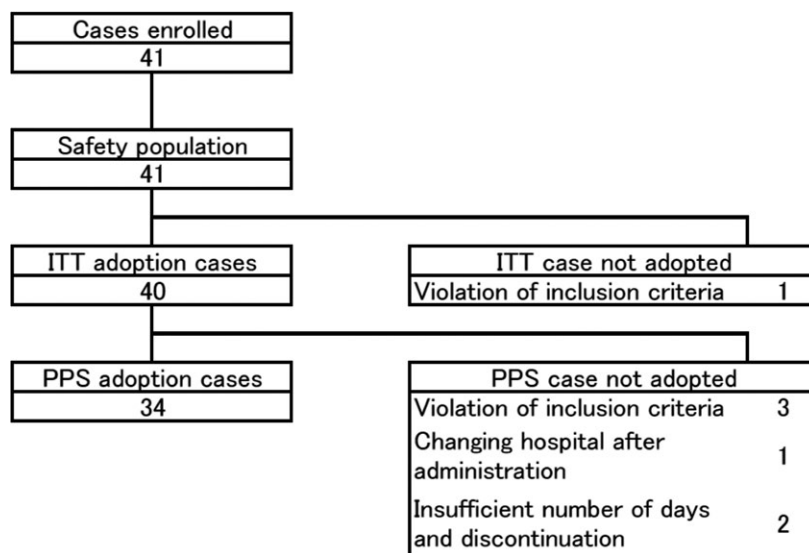 Cases enrolled
41
Safety population
41
ITT adoption cases
40
ITT case not adopted
Violation of inclusion criteria 1
PPS adoption cases
34
PPS case not adopted
Violation of inclusion criteria 3
Changing hospital after
administration 1
Insufficient number of days
and discontinuation 2